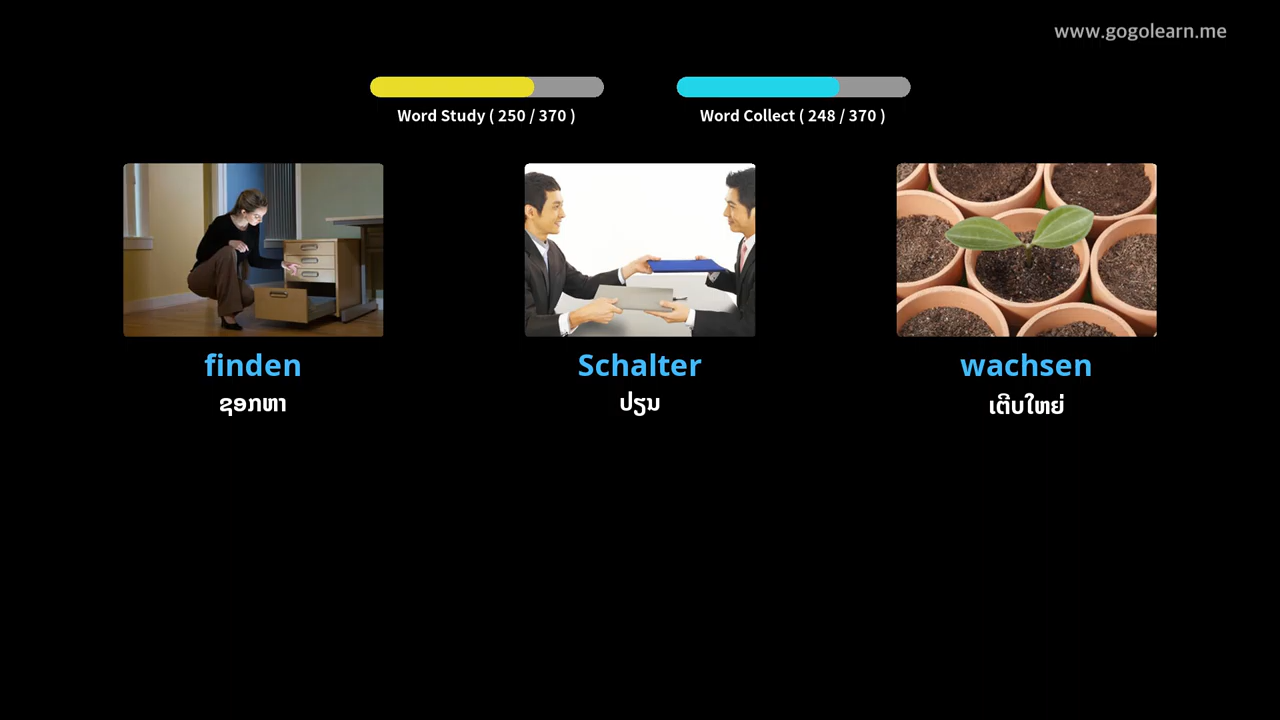 www.gogolearn.me
Word Study ( 250 / 370 )
Word Collect ( 248 / 370 )
finden
ຊອກຫາ
Schalter
ປ່ຽນ
wachsen
ເຕີບໃຫຍ່